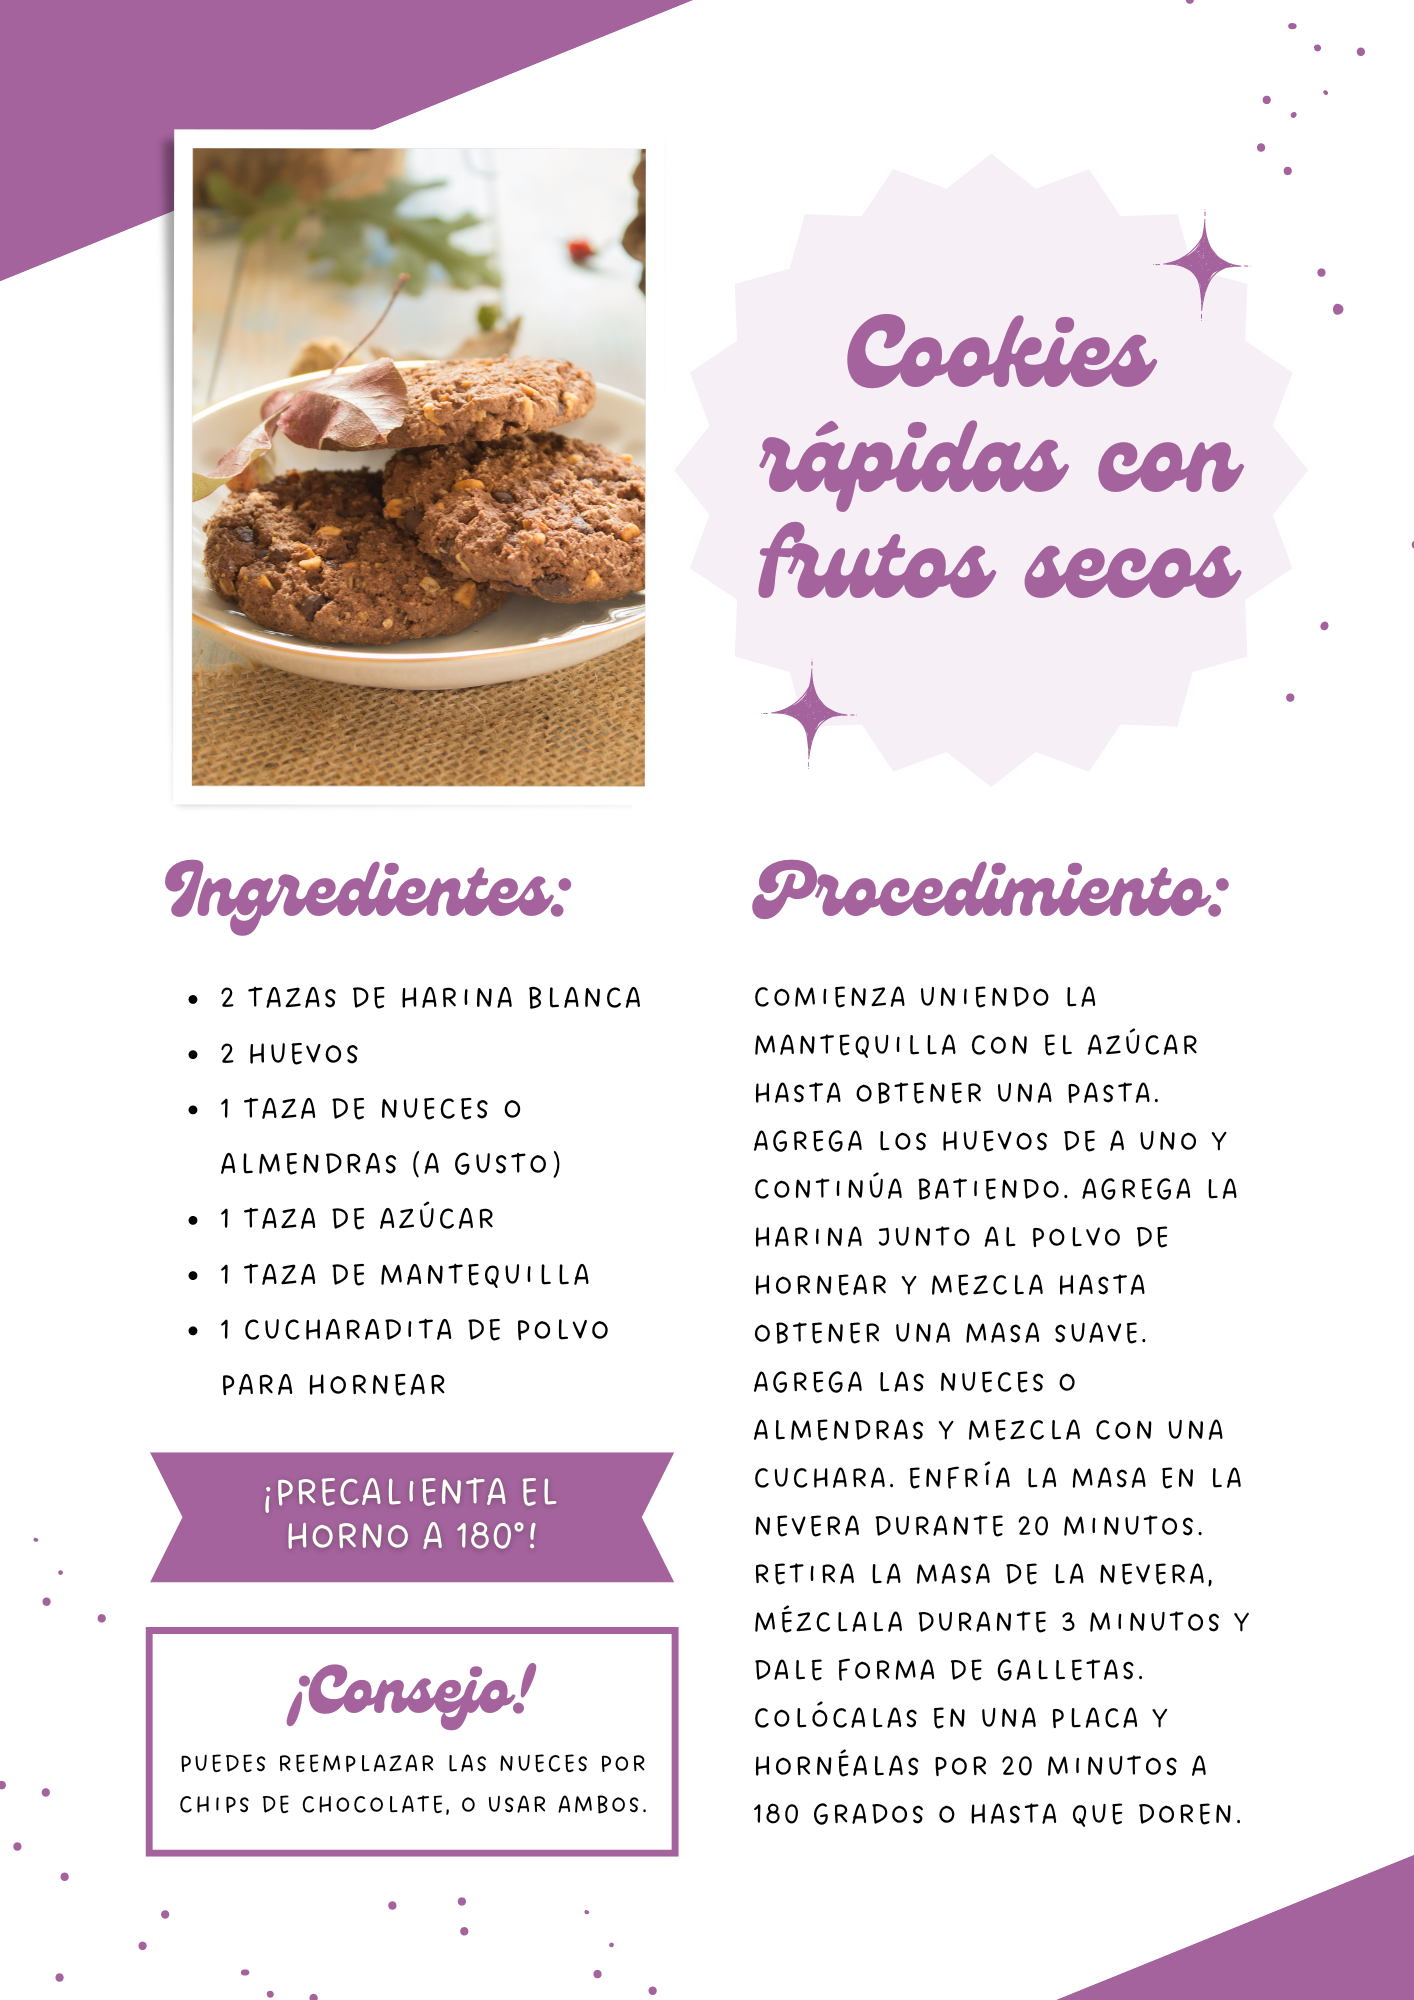 Cookies
rápidas con
frutos secos
Ingredientes:
• 2 TAZAS DE HARINA BLANCA
• 2 HUEVOS
• 1 TAZA DE NUECES O
ALMENDRAS (A GUSTO)
• 1 TAZA DE AZÚCAR
• 1 TAZA DE MANTEQUILLA
• 1 CUCHARADITA DE POLVO
PARA HORNEAR
¡PRECALIENTA EL
HORNO A 180°!
¡Consejo!
PUEDES REEMPLAZAR LAS NUECES POR
CHIPS DE CHOCOLATE, O USAR AMBOS.
Procedimiento:
COMIENZA UNIENDO LA
MANTEQUILLA CON EL AZÚCAR
HASTA OBTENER UNA PASTA.
AGREGA LOS HUEVOS DE A UNO Y
CONTINÚA BATIENDO. AGREGA LA
HARINA JUNTO AL POLVO DE
HORNEAR Y MEZCLA HASTA
OBTENER UNA MASA SUAVE.
AGREGA LAS NUECES O
ALMENDRAS Y MEZCLA CON UNA
CUCHARA. ENFRÍA LA MASA EN LA
NEVERA DURANTE 20 MINUTOS.
RETIRA LA MASA DE LA NEVERA,
MÉZCLALA DURANTE 3 MINUTOS Y
DALE FORMA DE GALLETAS.
COLÓCALAS EN UNA PLACA Y
HORNÉALAS POR 20 MINUTOS A
180 GRADOS O HASTA QUE DOREN.